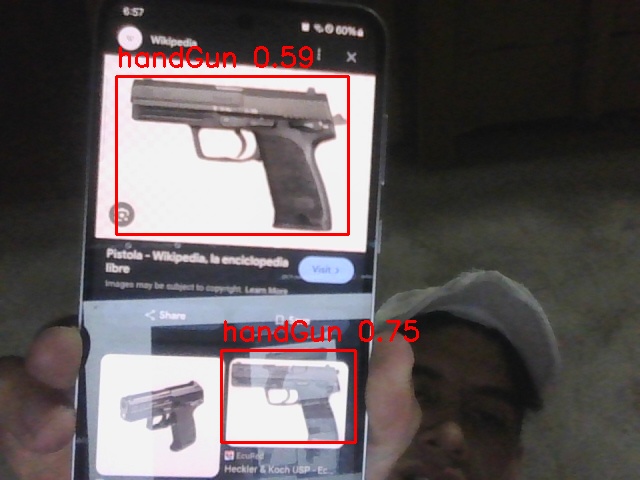 6:57
60%
Wikipedia
handGun 0.59
Pistola - Wikipedia, la enciclopedia
libre
Visit >
Images may be subject to copyright. Learn More
Share
handGun 0.75
EcuRed
Heckler & Koch USP - Ec...